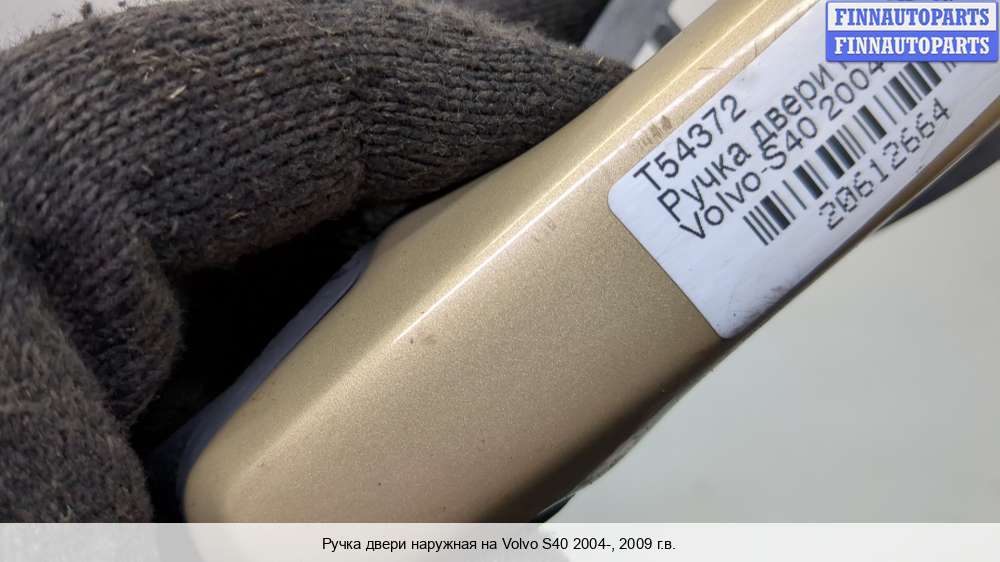 FINNAUTOPARTS
FINNAUTOPARTS
T54372
Ручка двери
Volvo-S40 2004
20612664
Ручка двери наружная на Volvo S40 2004-, 2009 г.в.